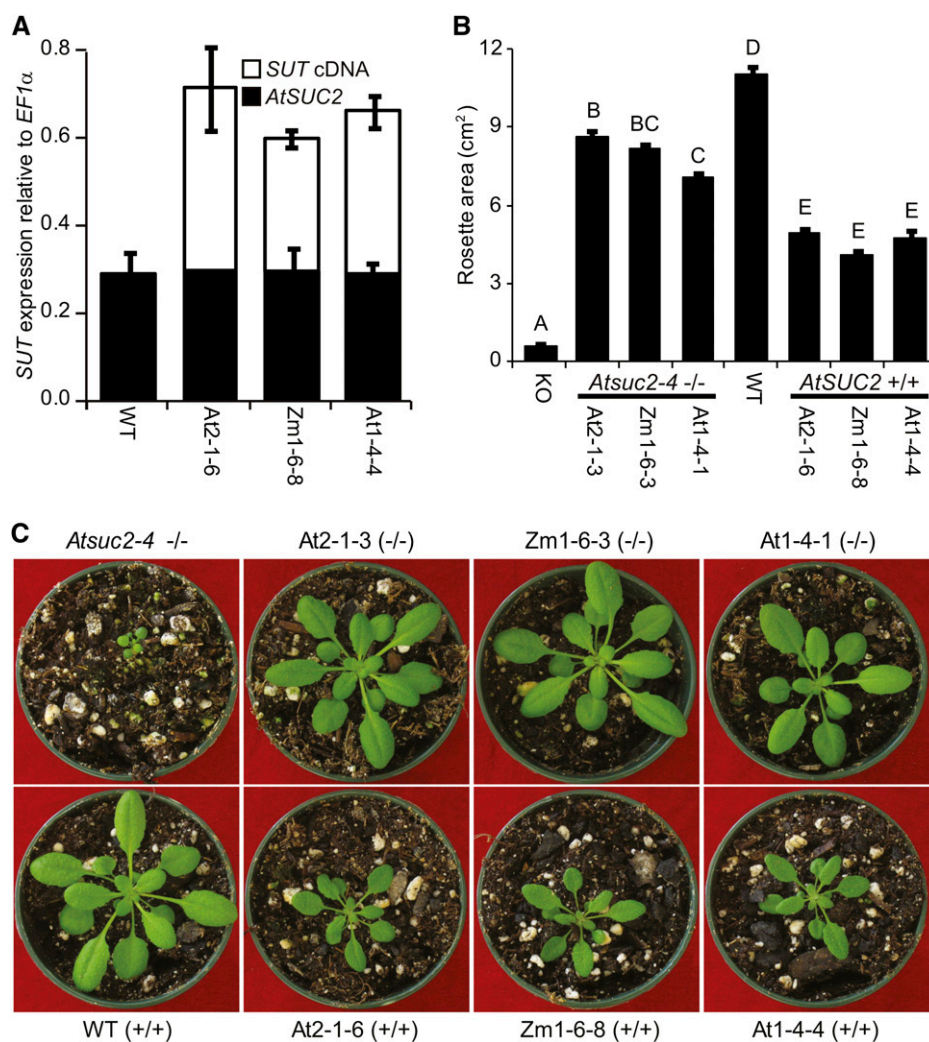 A
SUT expression relative to EF1α
0.8
0.6
0.4
0.2
0.0
SUT cDNA
AtSUC2
WT
At2-1-6
Zm1-6-8
At1-4-4
B
Rosette area (cm²)
12
9
6
3
0
A
B
BC
C
D
E
E
E
KO
Atsuc2-4 -/-
At2-1-3
Zm1-6-3
At1-4-1
WT
AtSUC2 +/+
At2-1-6
Zm1-6-8
At1-4-4
C
Atsuc2-4 -/-
At2-1-3 (-/-)
Zm1-6-3 (-/-)
At1-4-1 (-/-)
WT (+/+)
At2-1-6 (+/+)
Zm1-6-8 (+/+)
At1-4-4 (+/+)